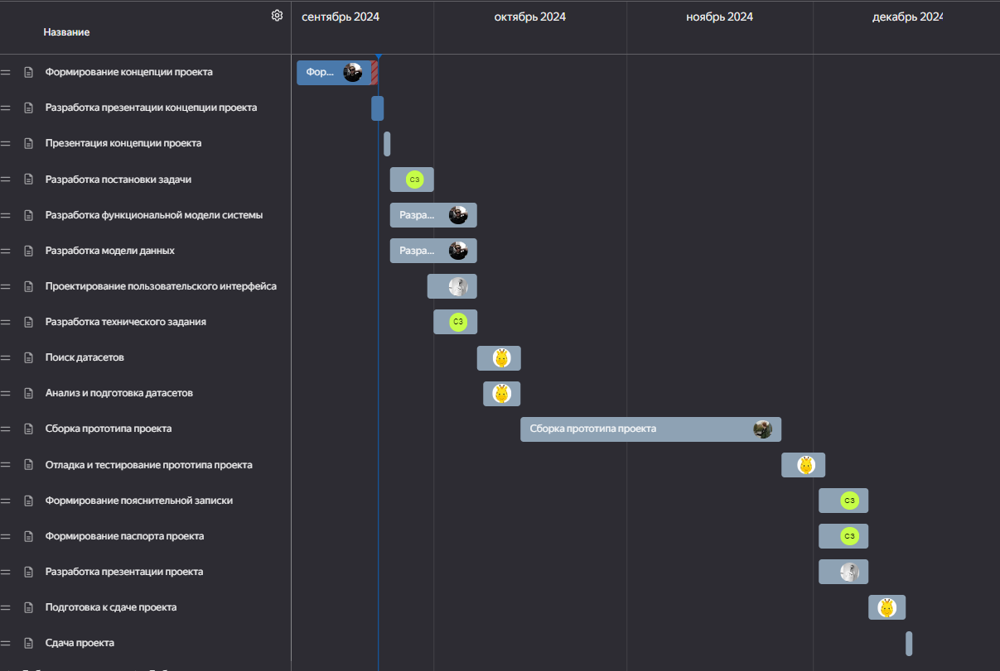 сентябрь 2024
октябрь 2024
ноябрь 2024
декабрь 2024
Название
Формирование концепции проекта
Фор...
Разработка презентации концепции проекта
Презентация концепции проекта
Разработка постановки задачи
СЗ
Разработка функциональной модели системы
Разра...
Разработка модели данных
Разра...
Проектирование пользовательского интерфейса
Разработка технического задания
СЗ
Поиск датасетов
Анализ и подготовка датасетов
Сборка прототипа проекта
Сборка прототипа проекта
Отладка и тестирование прототипа проекта
Формирование пояснительной записки
СЗ
Формирование паспорта проекта
СЗ
Разработка презентации проекта
Подготовка к сдаче проекта
Сдача проекта